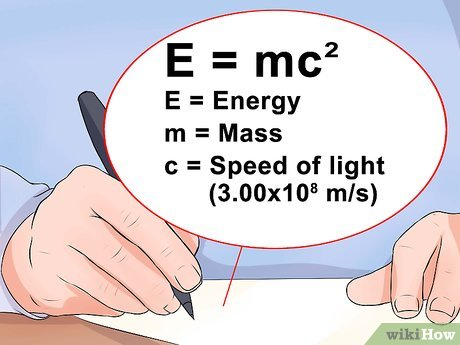 E = mc²
E = Energy
m = Mass
c = Speed of light
(3.00x10⁸ m/s)
wikiHow